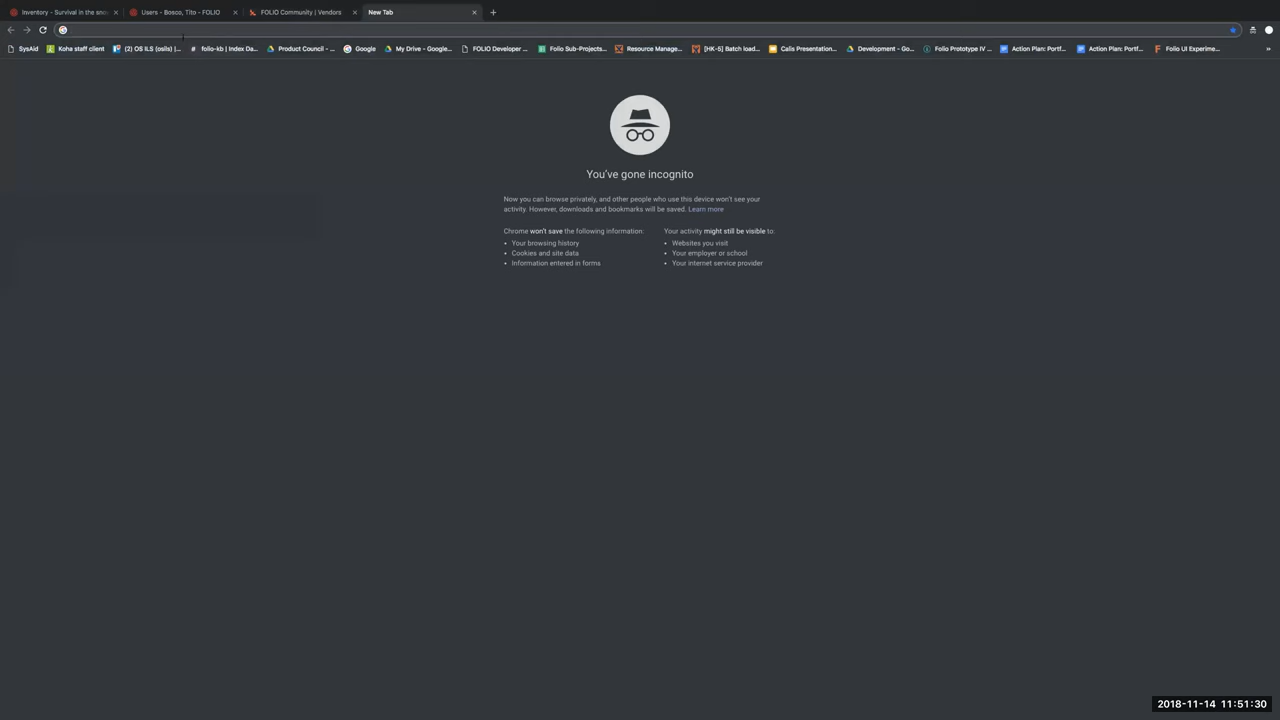 Inventory - Survival in the soci
Users - Bosco, Tito - FOLIO
FOLIO Community | Vendors
New Tab
SysAid
Koha staff client
(2) OS ILS (oslis) |...
folio-kb | Index Da...
Product Council - ...
Google
My Drive - Google...
FOLIO Developer ...
Folio Sub-Projects...
Resource Manage...
[HK-5] Batch load...
Calis Presentation...
Development - Go...
Folio Prototype IV ...
Action Plan: Portf...
Action Plan: Portf...
Folio UI Experime...
You've gone incognito
Now you can browse privately, and other people who use this device won't see your
activity. However, downloads and bookmarks will be saved. Learn more
Chrome won't save the following information:
• Your browsing history
• Cookies and site data
• Information entered in forms
Your activity might still be visible to:
• Websites you visit
• Your employer or school
• Your internet service provider
2018-11-14 11:51:30